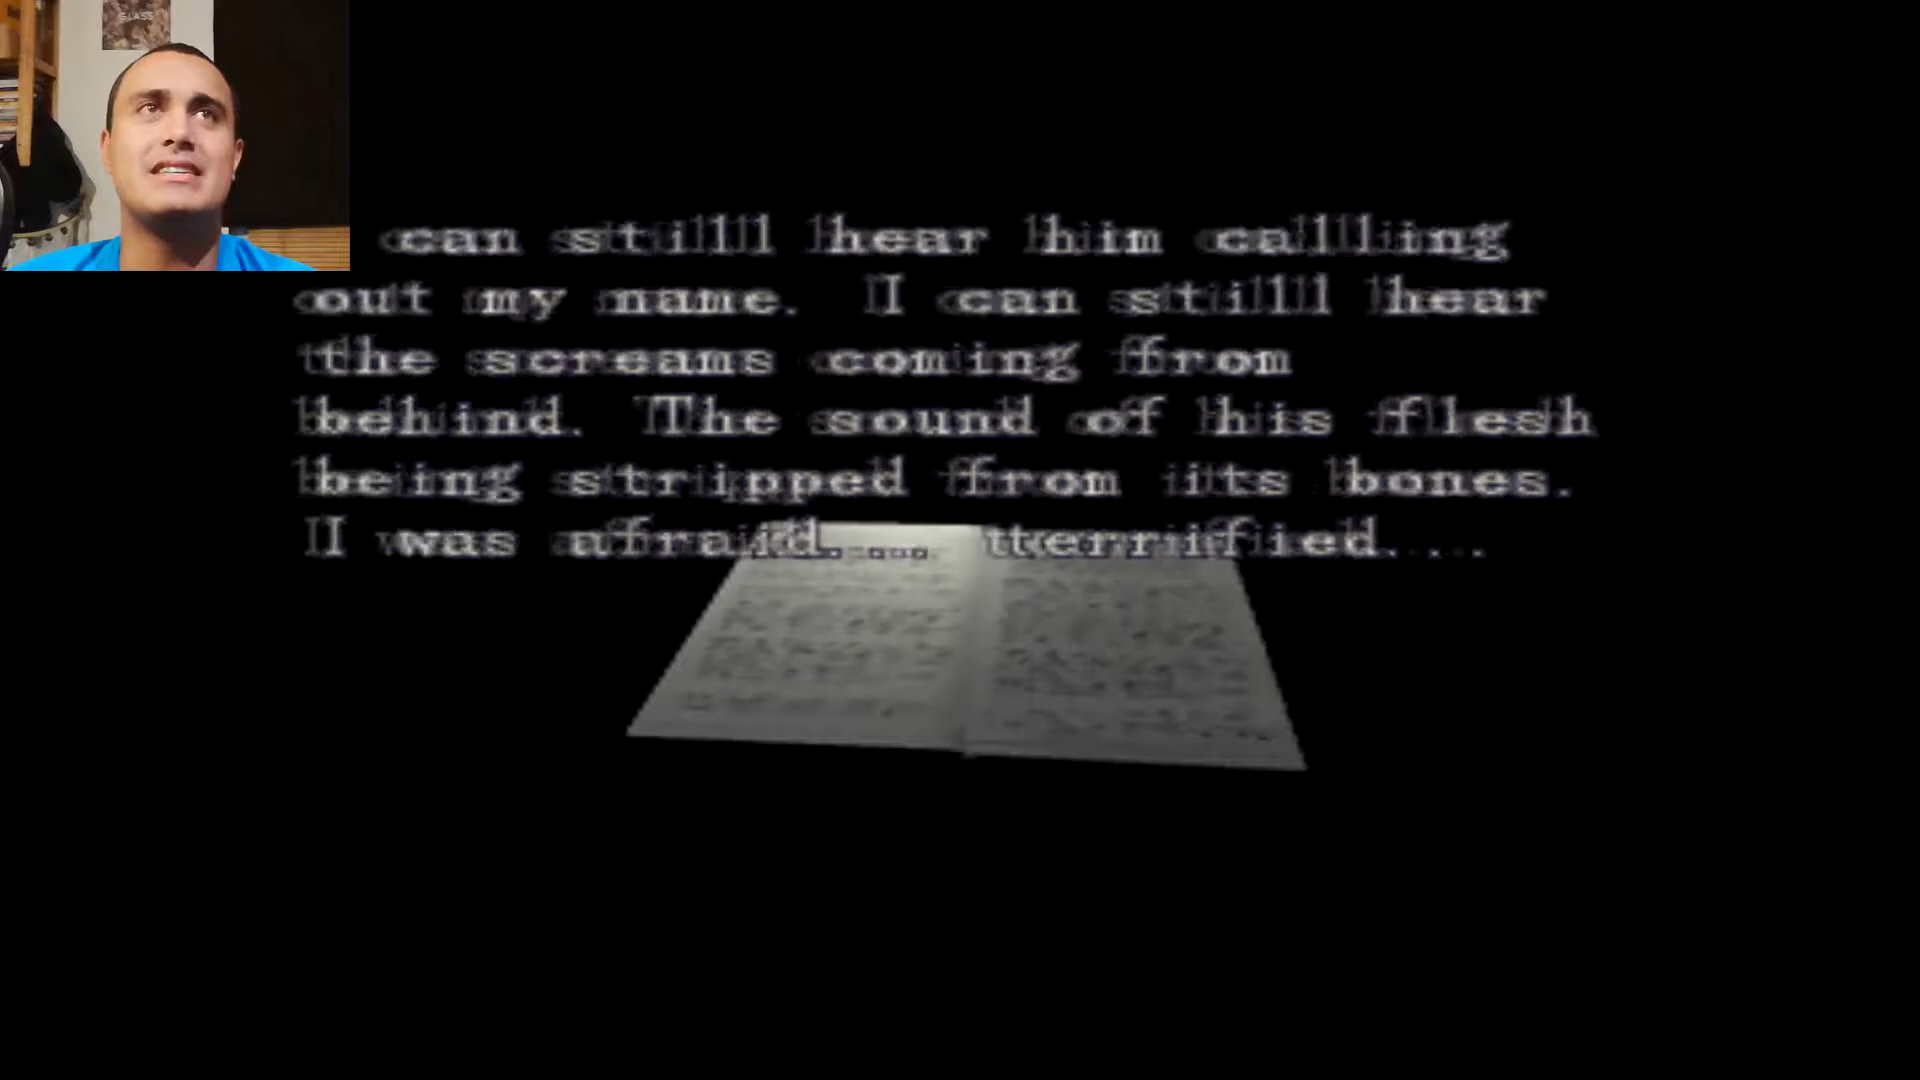 GLASS
can still hear him calling
out my name. I can still hear
the screams coming from
behind. The sound of his flesh
being stripped from its bones.
I was afraid... terrified...